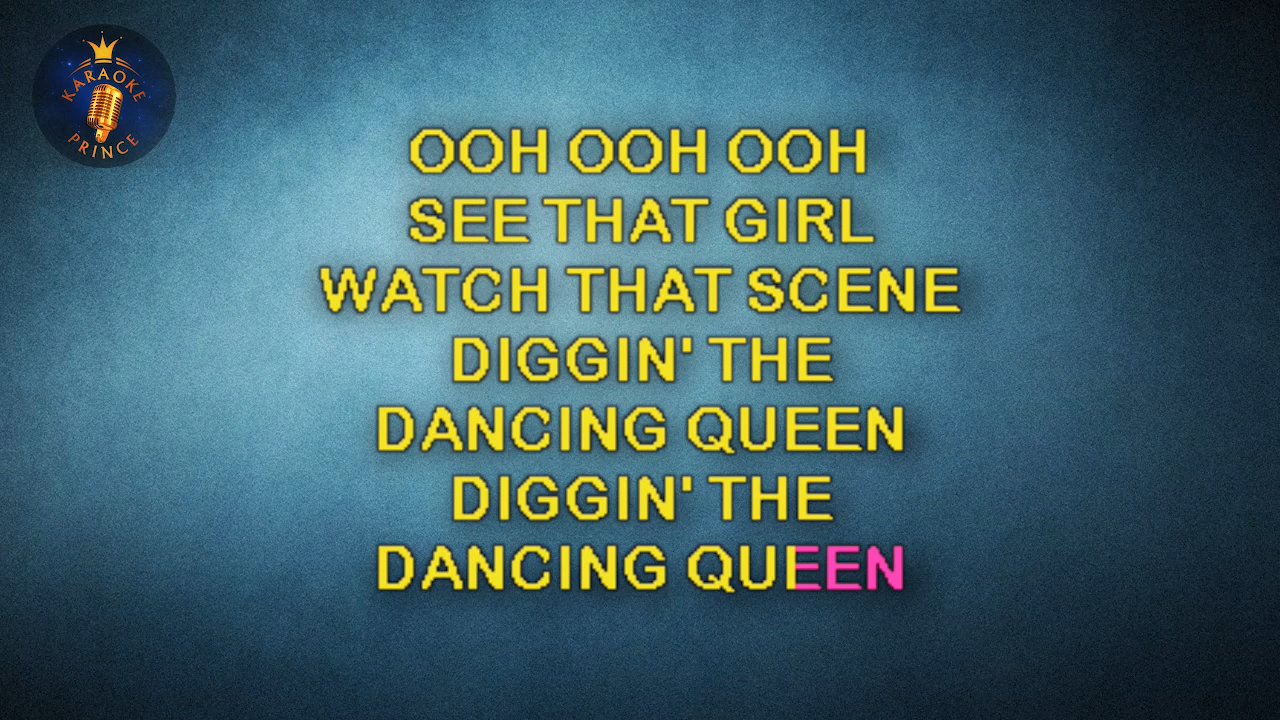 KARAOKE
PRINCE
OOH OOH OOH
SEE THAT GIRL
WATCH THAT SCENE
DIGGIN' THE
DANCING QUEEN
DIGGIN' THE
DANCING QUEEN